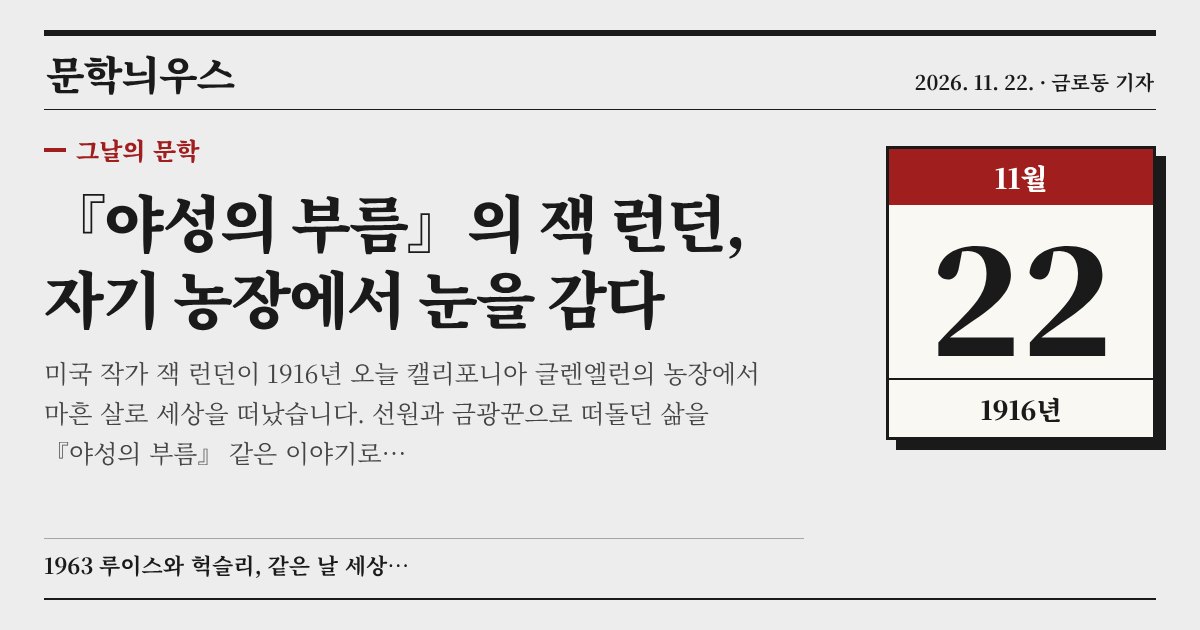 문학늬우스
2026. 11. 22. · 금로동 기자
그날의 문학
『야성의 부름』의 잭 런던,
자기 농장에서 눈을 감다
미국 작가 잭 런던이 1916년 오늘 캘리포니아 글렌엘런의 농장에서
마흔 살로 세상을 떠났습니다. 선원과 금광꾼으로 떠돌던 삶을
『야성의 부름』 같은 이야기로…
11월
22
1916년
1963 루이스와 헉슬리, 같은 날 세상…